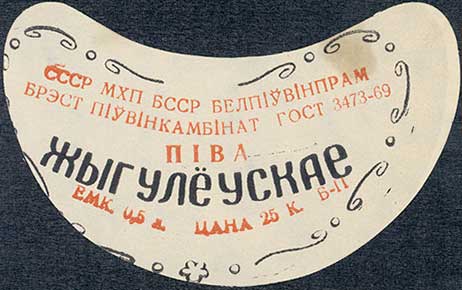 СССР МХП БССР БЕЛПІЎВІНПРАМ
БРЭСТ ПІЎВІНКАМБІНАТ ГОСТ 3473-69
ПІВА
ЖЫГУЛЁЎСКАЕ
ЕМК. 0,5 л. ЦАНА 25 К. Б-ІІ